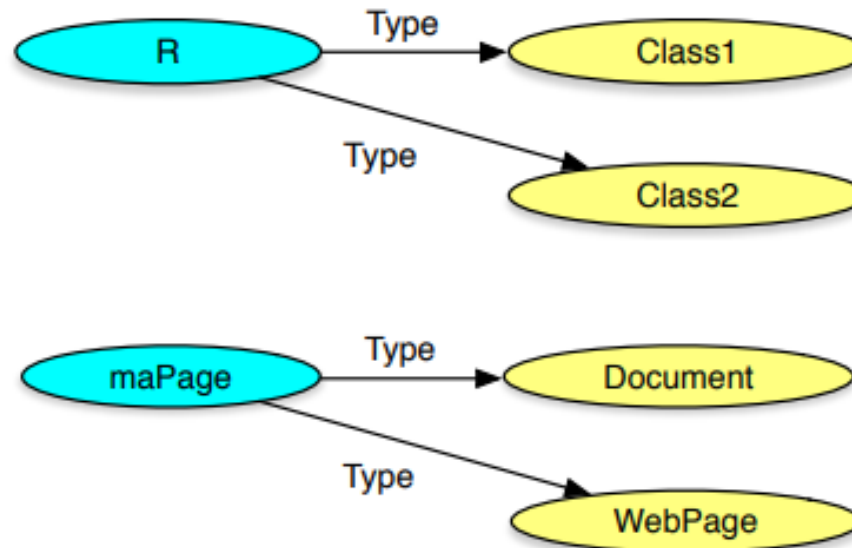 Type
R
Class1
Type
Class2
Type
maPage
Document
Type
WebPage